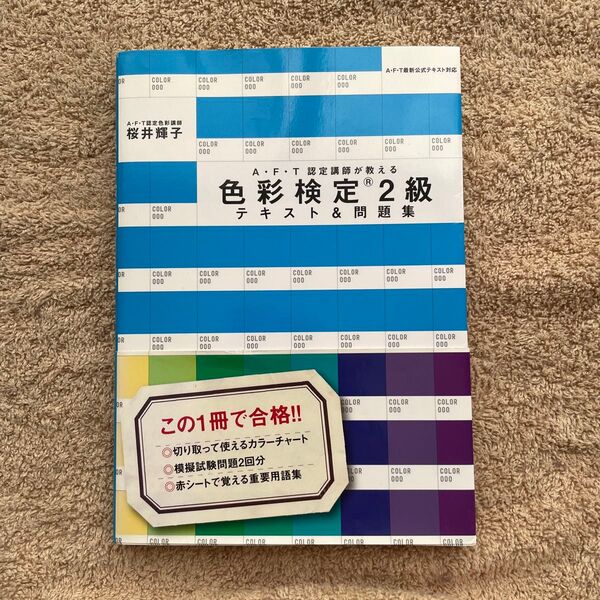 A・F・T最新公式テキスト対応
A・F・T認定色彩講師
桜井輝子
A・F・T 認定講師が教える
色彩検定®2級
テキスト&問題集
COLOR 000
この1冊で合格!!
◎切り取って使えるカラーチャート
◎模擬試験問題2回分
◎赤シートで覚える重要用語集